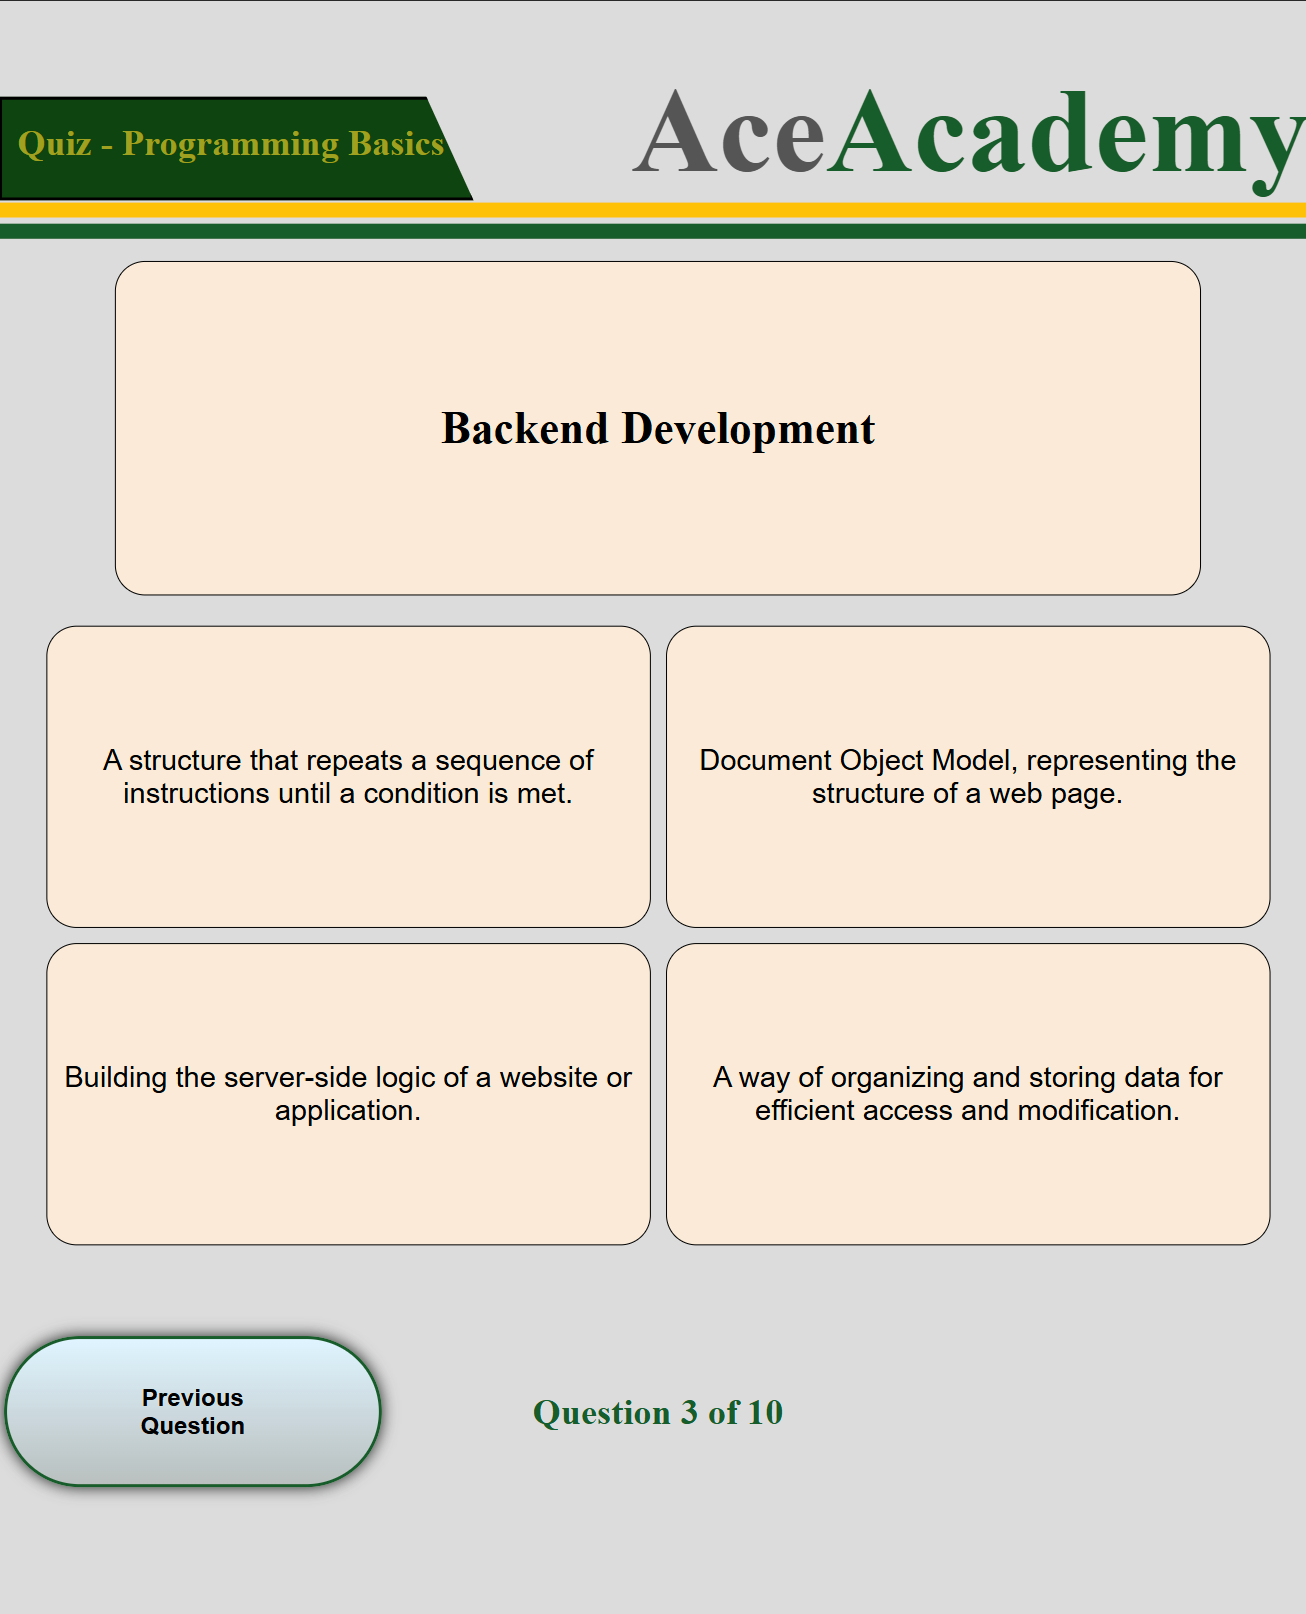 Quiz - Programming Basics
AceAcademy
Backend Development
A structure that repeats a sequence of
instructions until a condition is met.
Document Object Model, representing the
structure of a web page.
Building the server-side logic of a website or
application.
A way of organizing and storing data for
efficient access and modification.
Previous
Question
Question 3 of 10